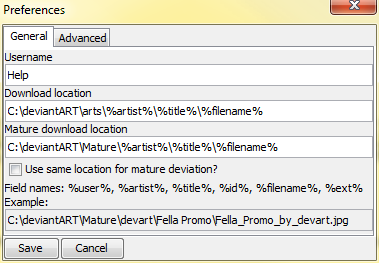 Preferences
General Advanced
Username
Help
Download location
C:\deviantART\arts\%artist%\%title%\%filename%
Mature download location
C:\deviantART\Mature\%artist%\%title%\%filename%
Use same location for mature deviation?
Field names: %user%, %artist%, %title%, %id%, %filename%, %ext%
Example:
C:\deviantART\Mature\devart\Fella Promo\Fella_Promo_by_devart.jpg
Save Cancel